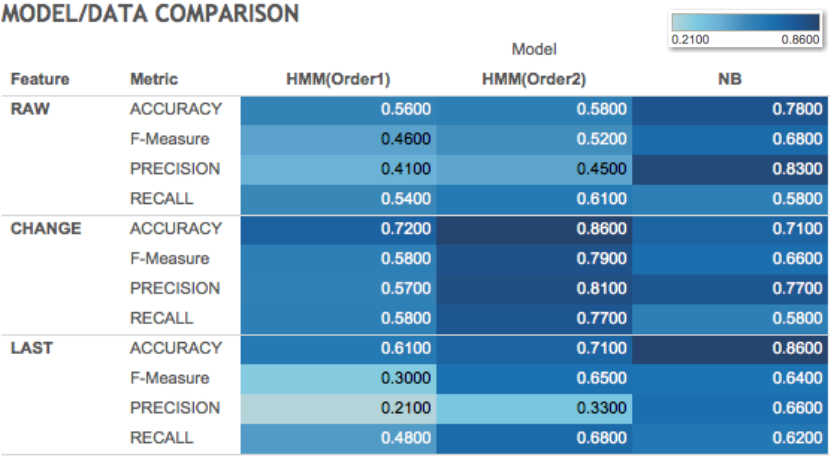 MODEL/DATA COMPARISON
0.2100 0.8600
Model
Feature Metric HMM(Order1) HMM(Order2) NB
RAW ACCURACY 0.5600 0.5800 0.7800
F-Measure 0.4600 0.5200 0.6800
PRECISION 0.4100 0.4500 0.8300
RECALL 0.5400 0.6100 0.5800
CHANGE ACCURACY 0.7200 0.8600 0.7100
F-Measure 0.5800 0.7900 0.6600
PRECISION 0.5700 0.8100 0.7700
RECALL 0.5800 0.7700 0.5800
LAST ACCURACY 0.6100 0.7100 0.8600
F-Measure 0.3000 0.6500 0.6400
PRECISION 0.2100 0.3300 0.6600
RECALL 0.4800 0.6800 0.6200